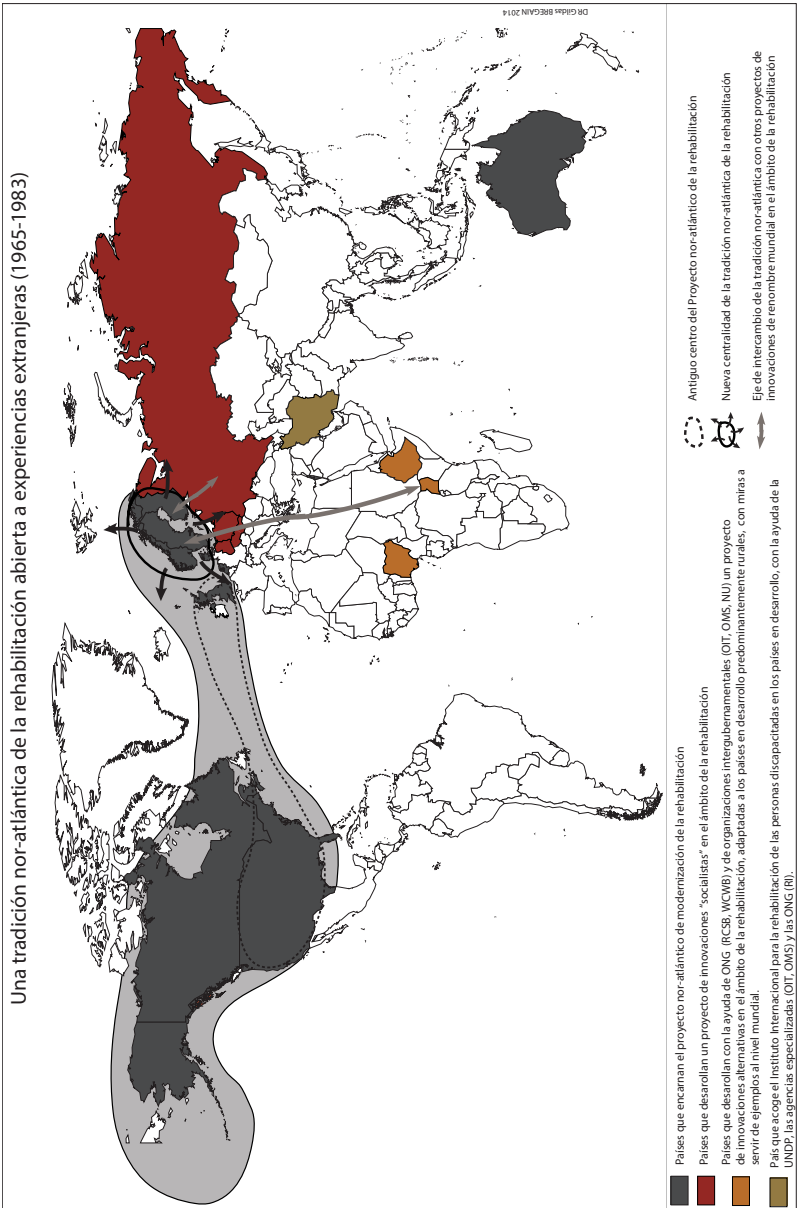 Una tradición nor-atlántica de la rehabilitación abierta a experiencias extranjeras (1965-1983)
DR Gildas BREGAIN 2014
Países que encarnan el proyecto nor-atlántico de modernización de la rehabilitación
Países que desarollan un proyecto de innovaciones "socialistas" en el ámbito de la rehabilitación
Países que desarollan con la ayuda de ONG (RCSB, WCWB) y de organizaciones intergubernamentales (OIT, OMS, NU) un proyecto
de innovaciones alternativas en el ámbito de la rehabilitación, adaptadas a los países en desarrollo predominantemente rurales, con miras a
servir de ejemplos al nivel mundial.
País que acoge el Instituto Internacional para la rehabilitación de las personas discapacitadas en los países en desarrollo, con la ayuda de la
UNDP, las agencias especializadas (OIT, OMS) y las ONG (RI).
Antiguo centro del Proyecto nor-atlántico de la rehabilitación
Nueva centralidad de la tradición nor-atlántica de la rehabilitación
Eje de intercambio de la tradición nor-atlántica con otros proyectos de
innovaciones de renombre mundial en el ámbito de la rehabilitación